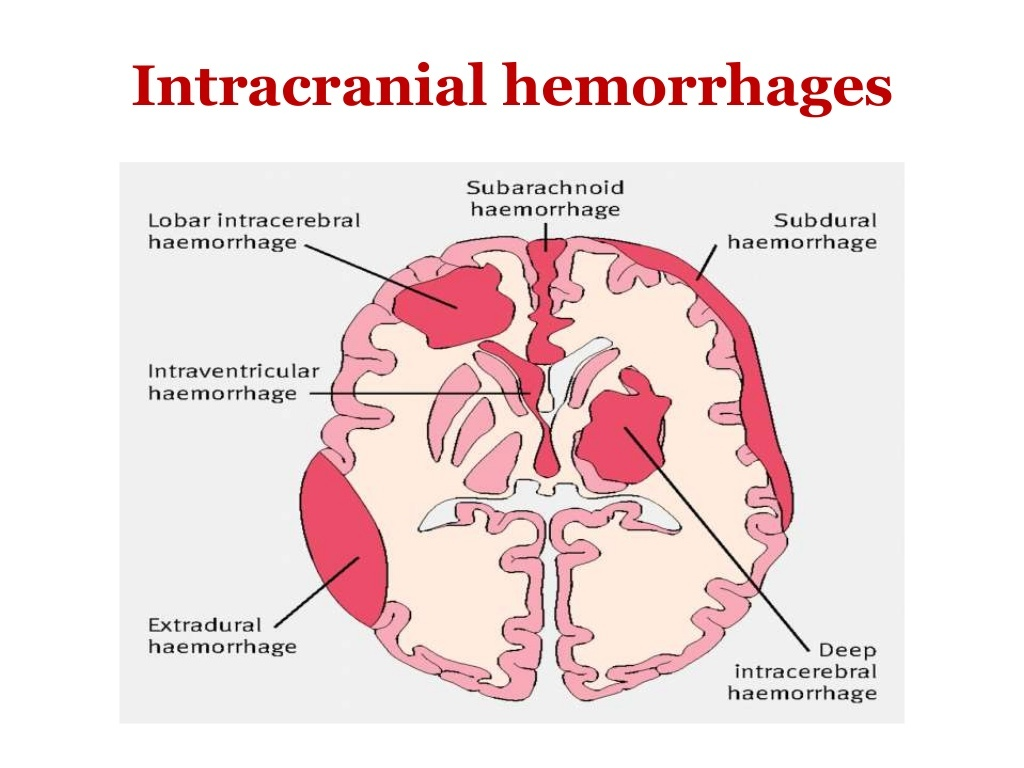 Intracranial hemorrhages
Subarachnoid
haemorrhage
Lobar intracerebral
haemorrhage
Subdural
haemorrhage
Intraventricular
haemorrhage
Extradural
haemorrhage
Deep
intracerebral
haemorrhage